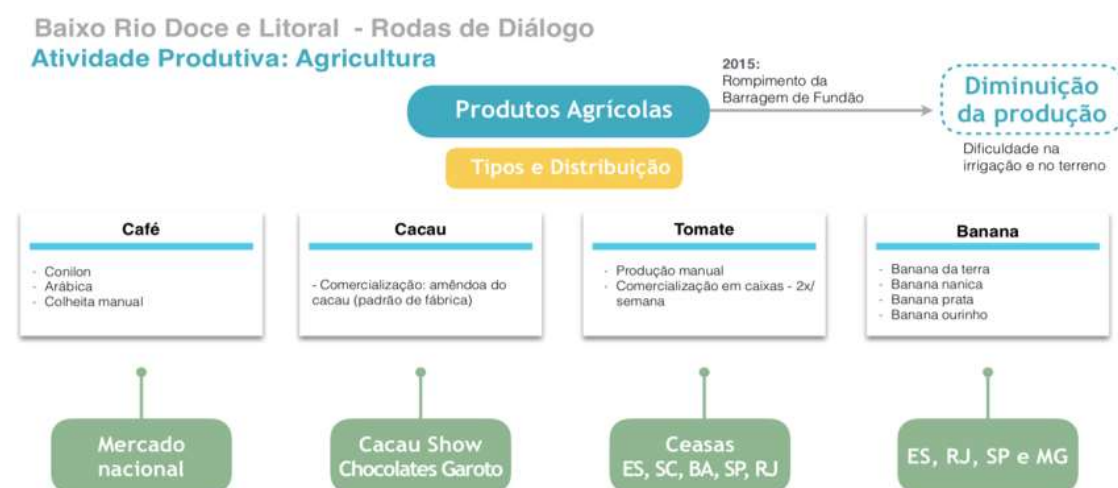 Baixo Rio Doce e Litoral - Rodas de Diálogo
Atividade Produtiva: Agricultura
Produtos Agrícolas
2015:
Rompimento da
Barragem de Fundão
Diminuição
da produção
Dificuldade na
irrigação e no terreno
Tipos e Distribuição
Café
- Conilon
- Arábica
- Colheita manual
Mercado
nacional
Cacau
- Comercialização: amêndoa do
cacau (padrão de fábrica)
Cacau Show
Chocolates Garoto
Tomate
- Produção manual
- Comercialização em caixas - 2x/
semana
Ceasas
ES, SC, BA, SP, RJ
Banana
- Banana da terra
- Banana nanica
- Banana prata
- Banana ourinho
ES, RJ, SP e MG